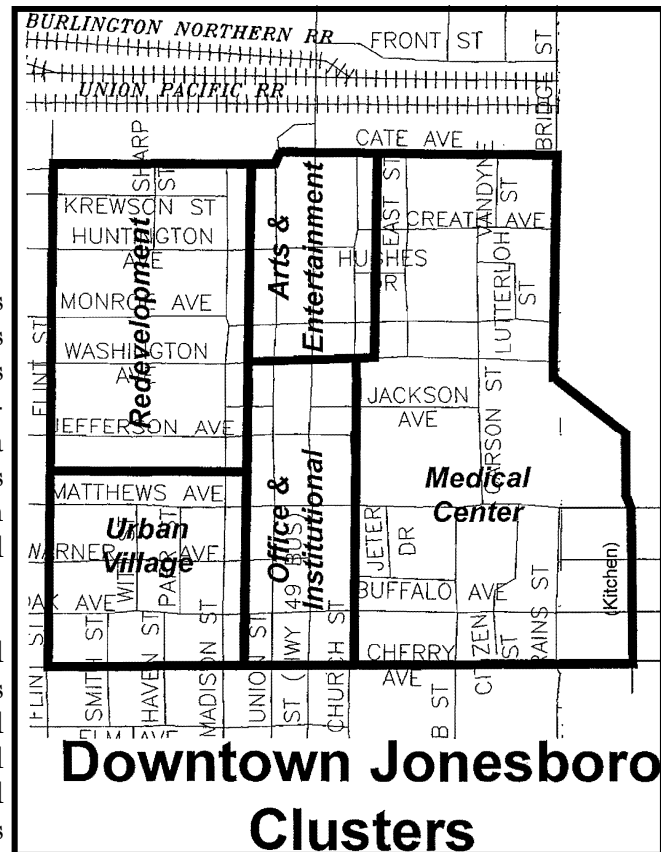 BURLINGTON NORTHERN RR
FRONT ST
UNION PACIFIC RR
BRIDGE ST
CATE AVE
SHARP ST
KREWSON ST
HUNTINGTON AVE
MONROE AVE
WASHINGTON AVE
JEFFERSON AVE
FLINT ST
Redevelopment
Arts &
Entertainment
EAST ST
VANDYNE ST
CREATH AVE
HUGHES DR
LUTTERLOH ST
JACKSON
AVE
CARSON ST
Medical
Center
MATTHEWS AVE
Urban
Village
WARNER AVE
OAK AVE
Office &
Institutional
JETER DR
BUFFALO AVE
(Kitchen)
CHERRY
AVE
RAINS ST
CITIZEN ST
FLINT ST
SMITH ST
HAVEN ST
MADISON ST
UNION ST
ST (HWY 49 BUS
CHURCH ST
B ST
ELM AVE
Downtown Jonesboro
Clusters